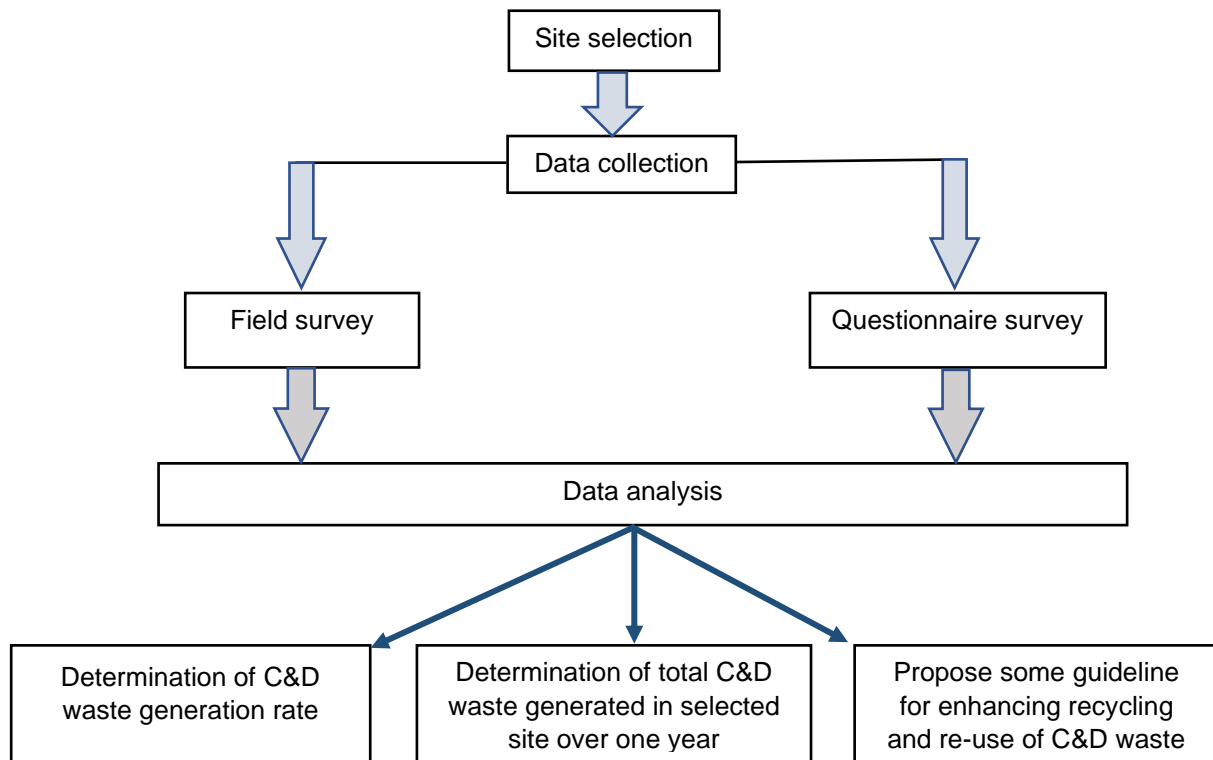 Site selection
Data collection
Field survey
Questionnaire survey
Data analysis
Determination of C&D
waste generation rate
Determination of total C&D
waste generated in selected
site over one year
Propose some guideline
for enhancing recycling
and re-use of C&D waste